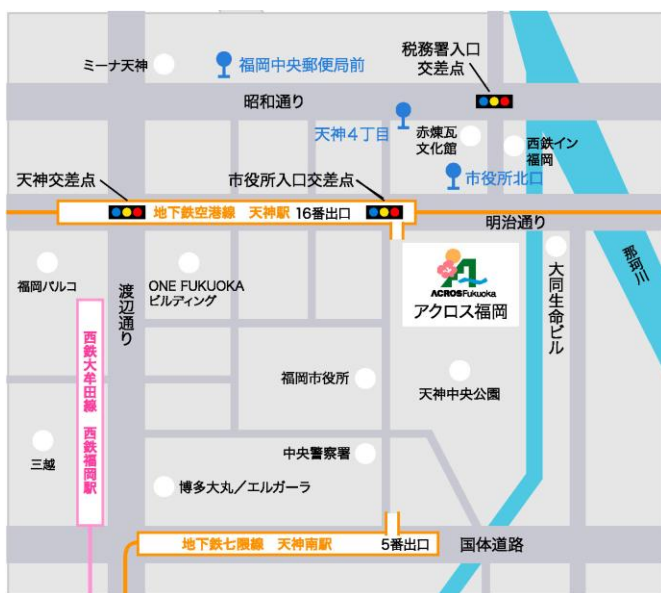 ミーナ天神
福岡中央郵便局前
税務署入口
交差点
昭和通り
天神4丁目
赤煉瓦
文化館
西鉄イン
福岡
天神交差点
市役所入口交差点
市役所北口
地下鉄空港線 天神駅 16番出口
明治通り
那珂川
福岡パルコ
渡辺通り
ONE FUKUOKA
ビルディング
ACROS Fukuoka
アクロス福岡
大同生命ビル
西鉄大牟田線 西鉄福岡駅
福岡市役所
天神中央公園
三越
中央警察署
博多大丸/エルガーラ
地下鉄七隈線 天神南駅 5番出口
国体道路